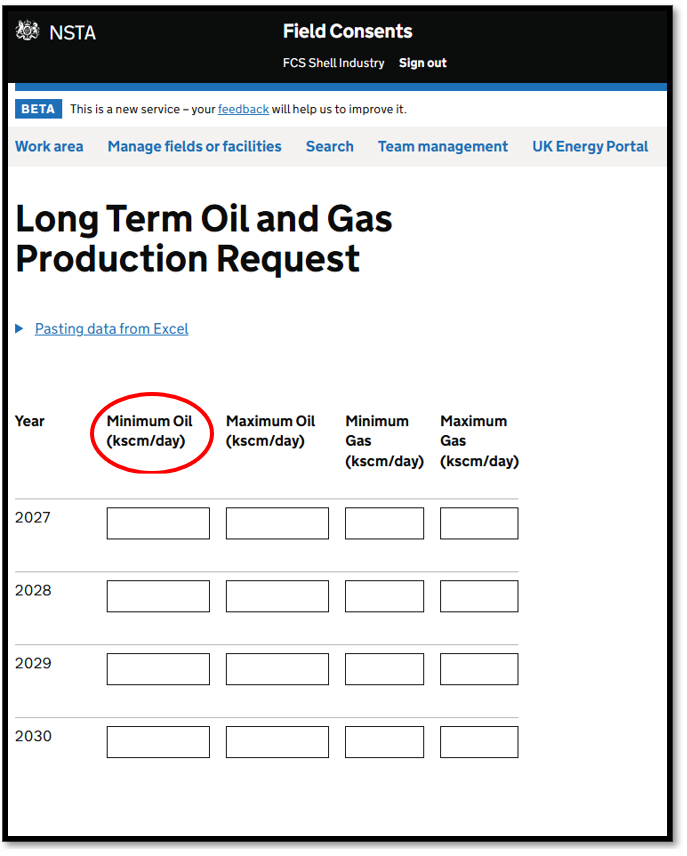 NSTA
Field Consents
FCS Shell Industry Sign out
BETA This is a new service – your feedback will help us to improve it.
Work area Manage fields or facilities Search Team management UK Energy Portal
Long Term Oil and Gas
Production Request
Pasting data from Excel
Year
Minimum Oil
(kscm/day)
Maximum Oil
(kscm/day)
Minimum
Gas
(kscm/day)
Maximum
Gas
(kscm/day)
2027
2028
2029
2030